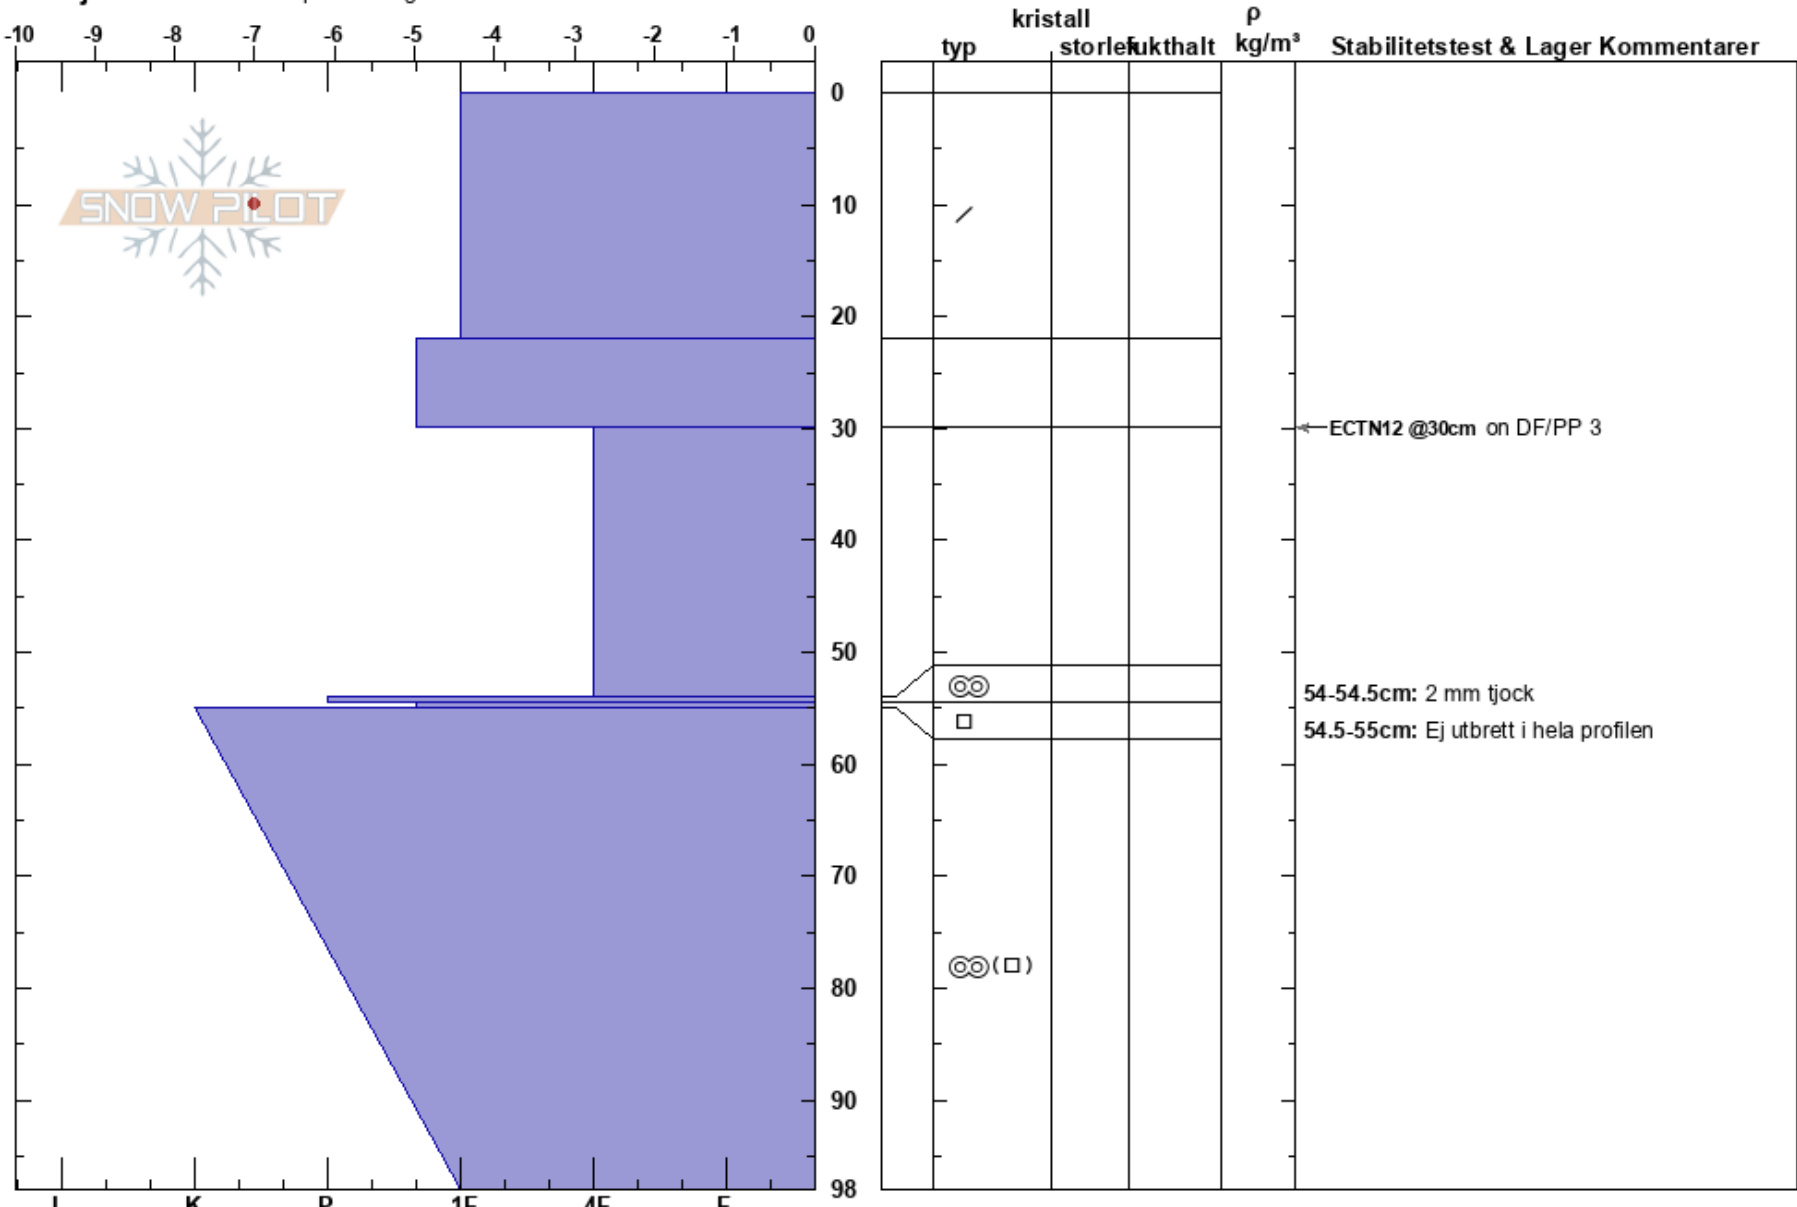 kristall
ρ
-10 -9 -8 -7 -6 -5 -4 -3 -2 -1 0
typ storlek fukthalt kg/m³ Stabilitetstest & Lager Kommentarer
0
SNOW PILOT
10
20
30
ECTN12 @30cm on DF/PP 3
40
50
54-54.5cm: 2 mm tjock
54.5-55cm: Ej utbrett i hela profilen
60
70
( )
80
90
98
I K P 1F 4F F